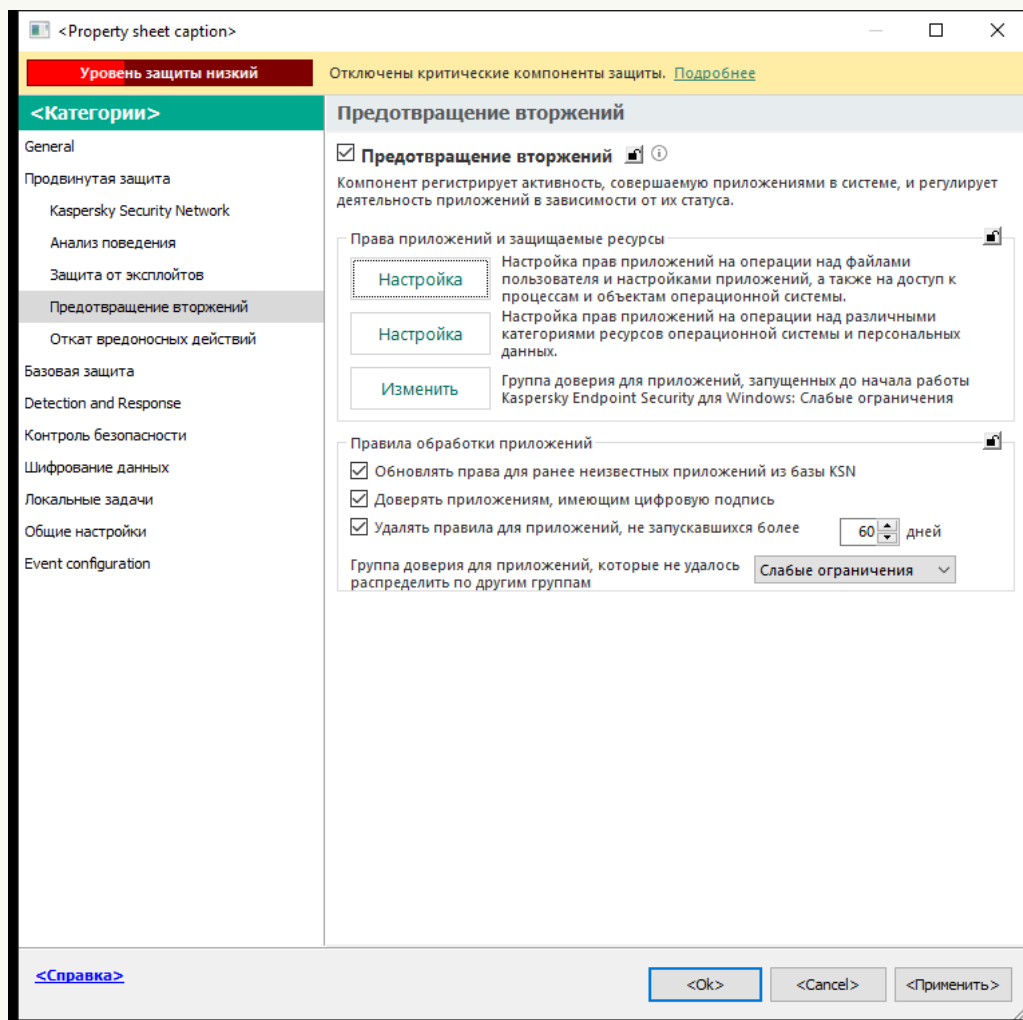 <Property sheet caption>
Уровень защиты низкий
Отключены критические компоненты защиты. Подробнее
<Категории>
General
Продвинутая защита
Kaspersky Security Network
Анализ поведения
Защита от эксплойтов
Предотвращение вторжений
Откат вредоносных действий
Базовая защита
Detection and Response
Контроль безопасности
Шифрование данных
Локальные задачи
Общие настройки
Event configuration
Предотвращение вторжений
Предотвращение вторжений
Компонент регистрирует активность, совершаемую приложениями в системе, и регулирует
деятельность приложений в зависимости от их статуса.
Права приложений и защищаемые ресурсы
Настройка
Настройка прав приложений на операции над файлами
пользователя и настройками приложений, а также на доступ к
процессам и объектам операционной системы.
Настройка
Настройка прав приложений на операции над различными
категориями ресурсов операционной системы и персональных
данных.
Изменить
Группа доверия для приложений, запущенных до начала работы
Kaspersky Endpoint Security для Windows: Слабые ограничения
Правила обработки приложений
Обновлять права для ранее неизвестных приложений из базы KSN
Доверять приложениям, имеющим цифровую подпись
Удалять правила для приложений, не запускавшихся более 60 дней
Группа доверия для приложений, которые не удалось
распределить по другим группам
Слабые ограничения
<Справка>
<Ok>
<Cancel>
<Применить>